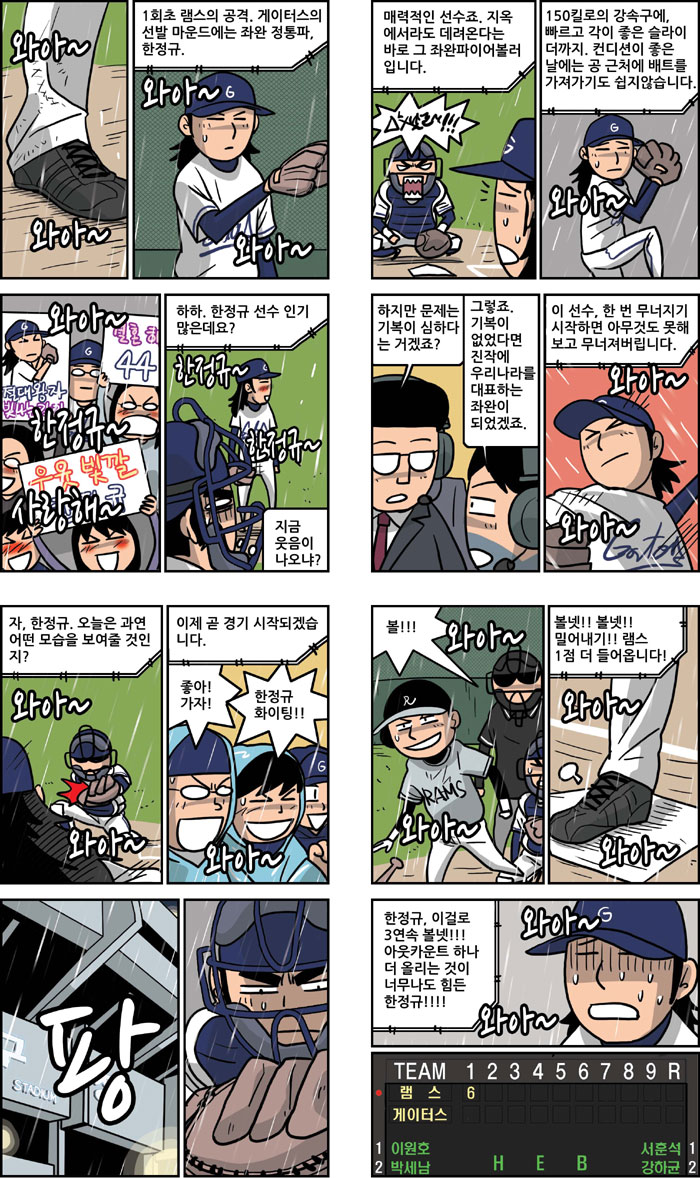 와아~
와아~
1회초 램스의 공격. 게이터스의
선발 마운드에는 좌완 정통파,
한정규.
와아~
G
와아~
와아~
G
결혼 해
44
한정규~
우윳 빛깔
사랑해~
하하. 한정규 선수 인기
많은데요?
한정규~
한정규~
지금
웃음이
나오냐?
매력적인 선수죠. 지옥
에서라도 데려온다는
바로 그 좌완파이어볼러
입니다.
G
150킬로의 강속구에,
빠르고 각이 좋은 슬라이
더까지. 컨디션이 좋은
날에는 공 근처에 배트를
가져가기도 쉽지않습니다.
G
와아~
하지만 문제는
기복이 심하다
는 거겠죠?
그렇죠.
기복이
없었다면
진작에
우리나라를
대표하는
좌완이
되었겠죠.
이 선수, 한 번 무너지기
시작하면 아무것도 못해
보고 무너져버립니다.
와아~
와아~
자, 한정규. 오늘은 과연
어떤 모습을 보여줄 것인
지?
와아~
와아~
이제 곧 경기 시작되겠습
니다.
좋아!
가자!
한정규
화이팅!!
와아~
구
STADIUM
팡
볼!!!
와아~
R
RAMS
와아~
볼넷!! 볼넷!!
밀어내기!! 램스
1점 더 들어옵니다!
와아~
한정규, 이걸로
3연속 볼넷!!!
아웃카운트 하나
더 올리는 것이
너무나도 힘든
한정규!!!!
와아~
G
와아~
TEAM 1 2 3 4 5 6 7 8 9 R
램 스 6
게이터스
1 이원호 서훈석 1
2 박세남 H E B 강하균 2